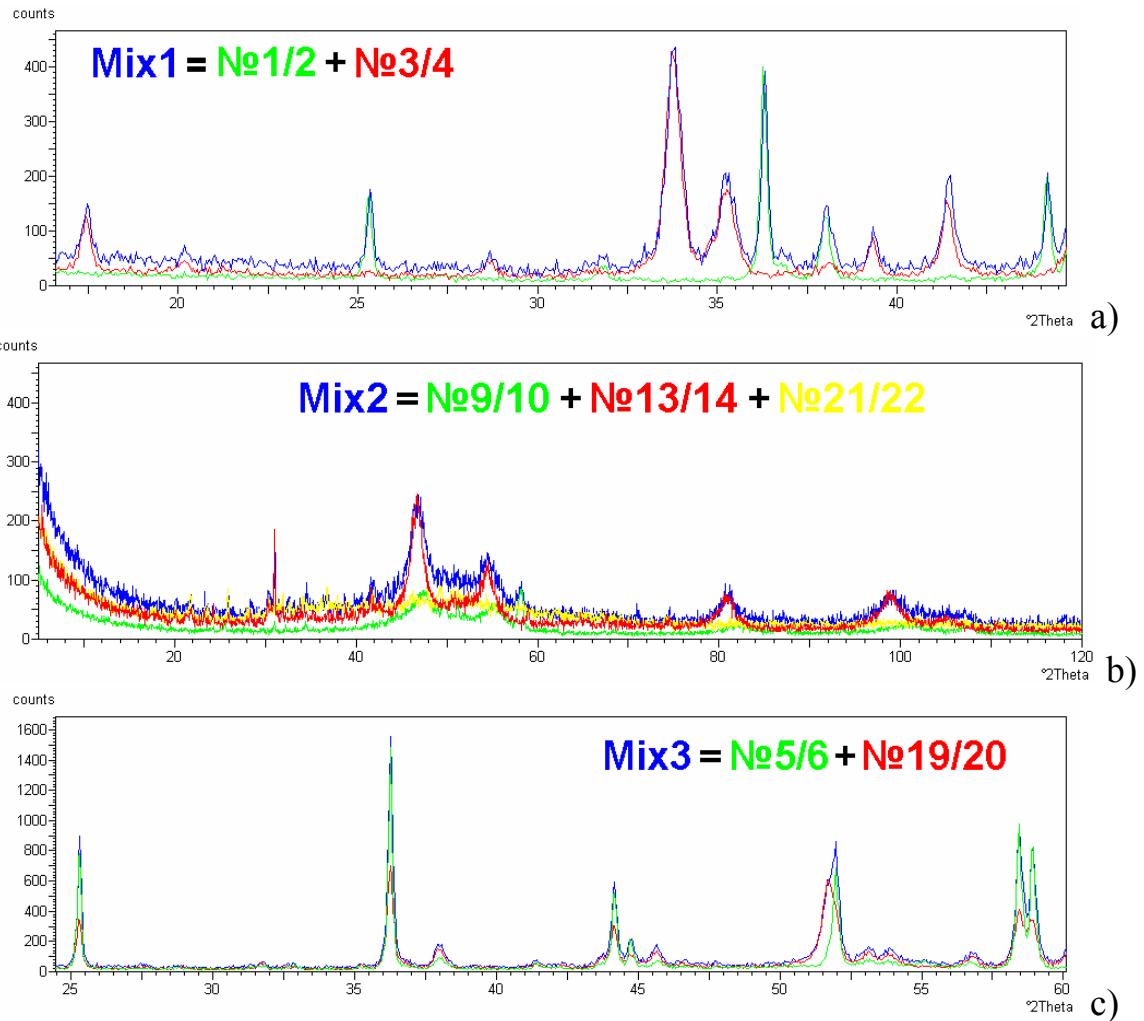 counts
Mix1 = №1/2 + №3/4
400
300
200
100
0
20 25 30 35 40
°2Theta
a)
counts
Mix2 = №9/10 + №13/14 + №21/22
400
300
200
100
0
20 40 60 80 100 120
°2Theta
b)
counts
Mix3 = №5/6 + №19/20
1600
1400
1200
1000
800
600
400
200
0
25 30 35 40 45 50 55 60
°2Theta
c)